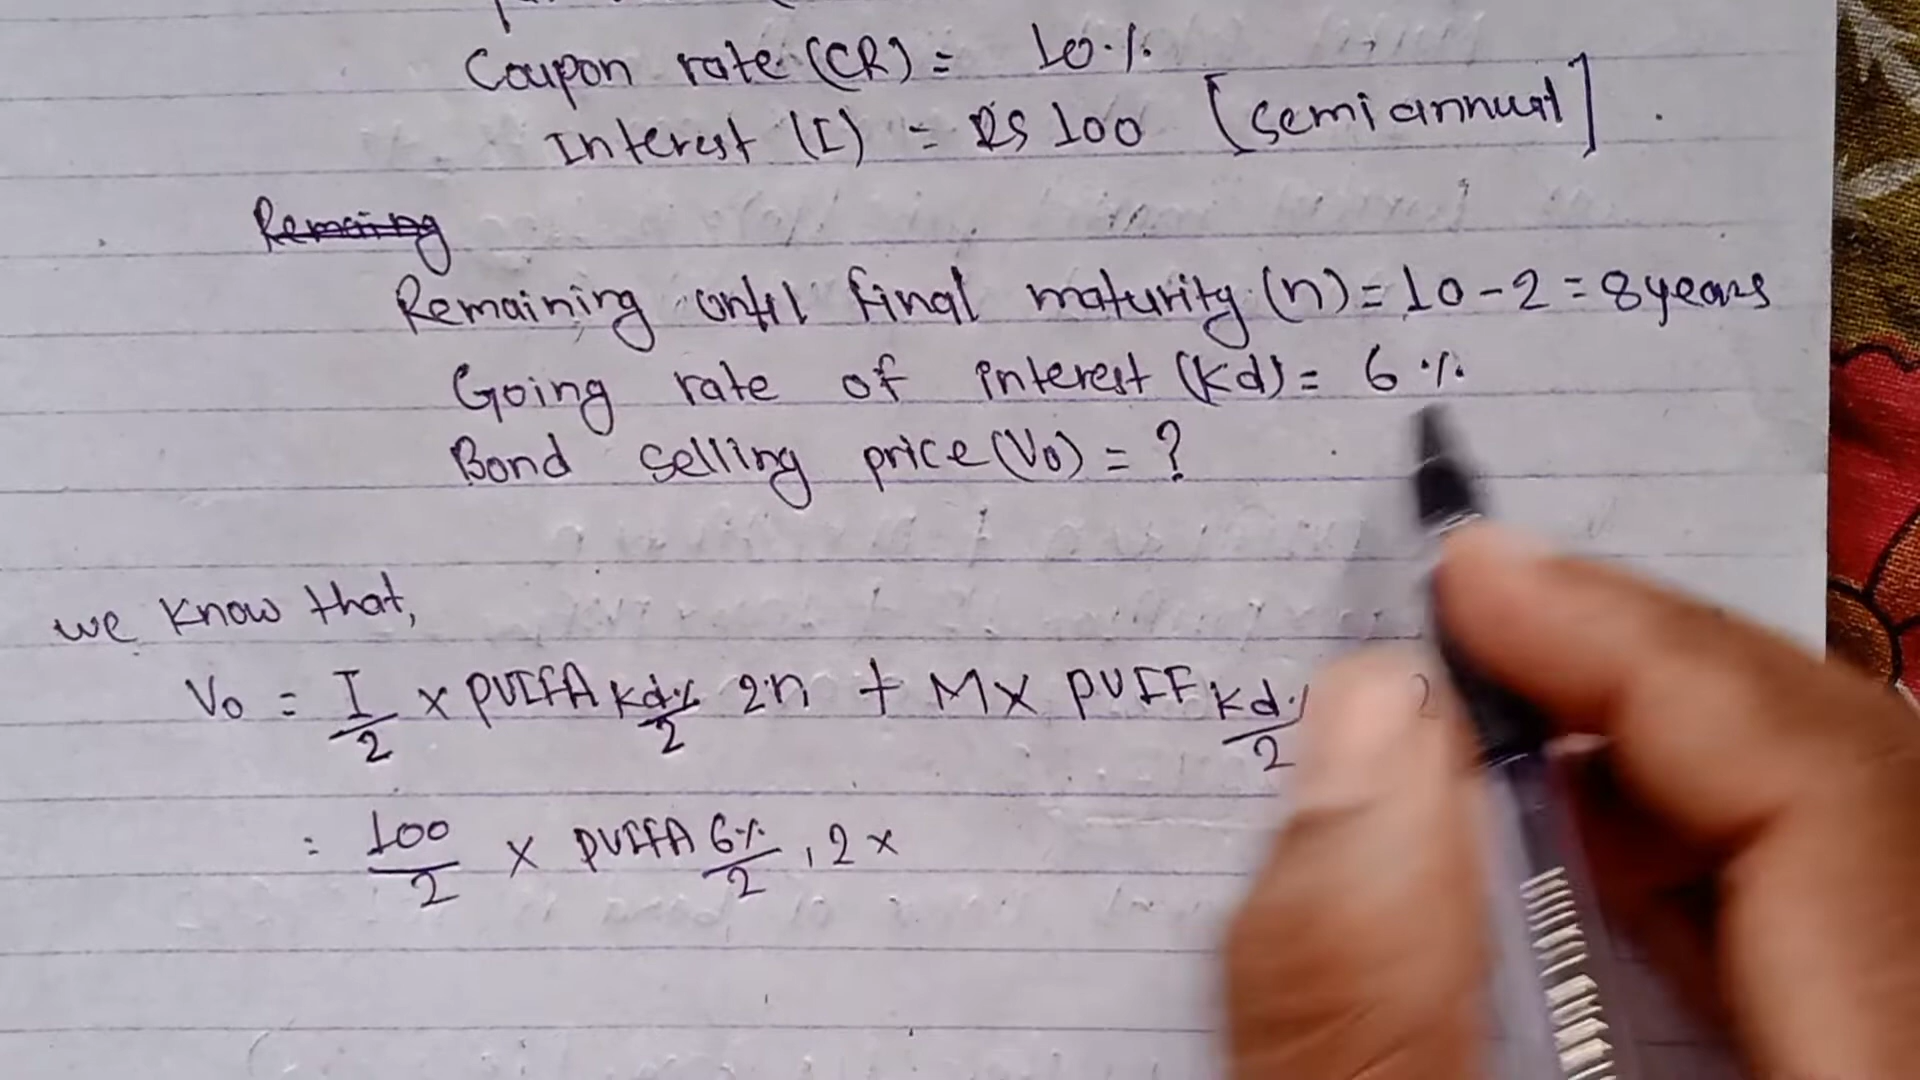 Coupon rate (CR) = 10%
Interest (I) = RS 100 [semiannual]
Remaining
Remaining until final maturity (n) = 10 - 2 = 8 years
Going rate of interest (Kd) = 6%
Bond selling price (V0) = ?
we know that,
V0 = I/2 × PVIFA Kd%/2 2n + M × PVIF Kd%/2 2
= 100/2 × PVIFA 6%/2, 2 ×